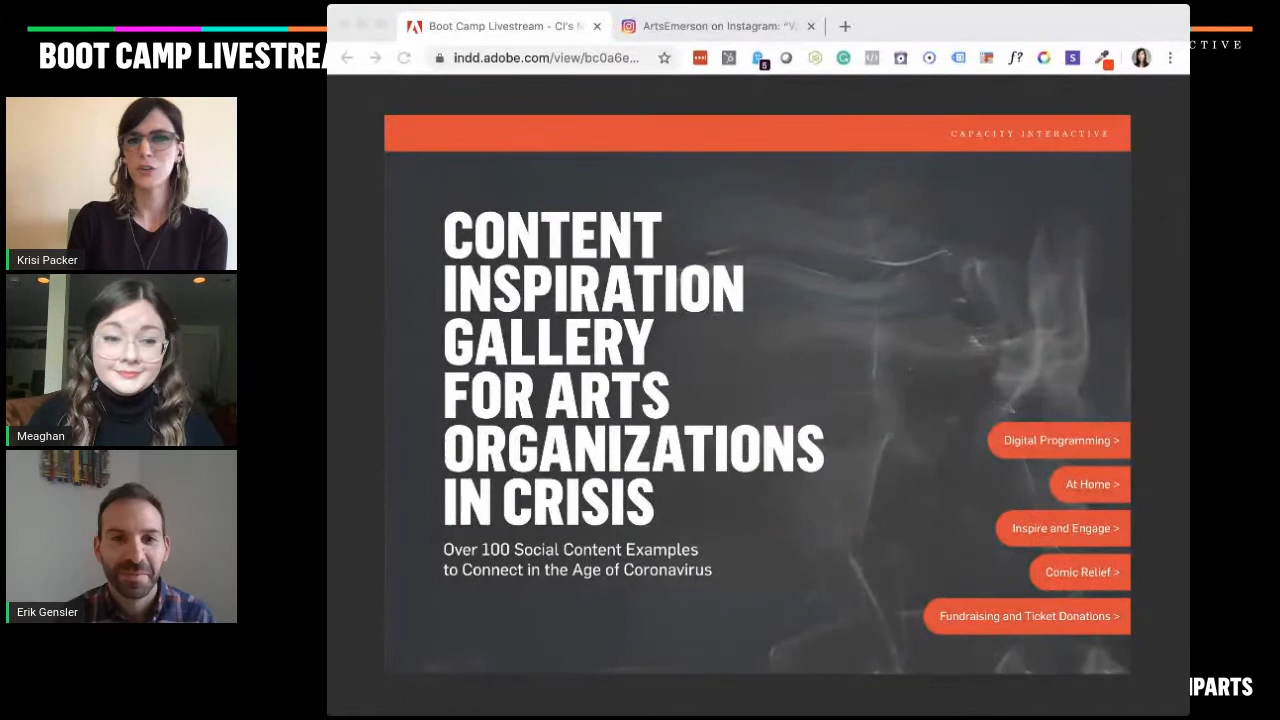 BOOT CAMP LIVESTREA
Boot Camp Livestream - CI's
ArtsEmerson on Instagram: "
indd.adobe.com/view/bc0a6e...
5
f?
S
CTIVE
Krisi Packer
Meaghan
Erik Gensler
CAPACITY INTERACTIVE
CONTENT
INSPIRATION
GALLERY
FOR ARTS
ORGANIZATIONS
IN CRISIS
Over 100 Social Content Examples
to Connect in the Age of Coronavirus
Digital Programming >
At Home >
Inspire and Engage >
Comic Relief >
Fundraising and Ticket Donations >
PARTS